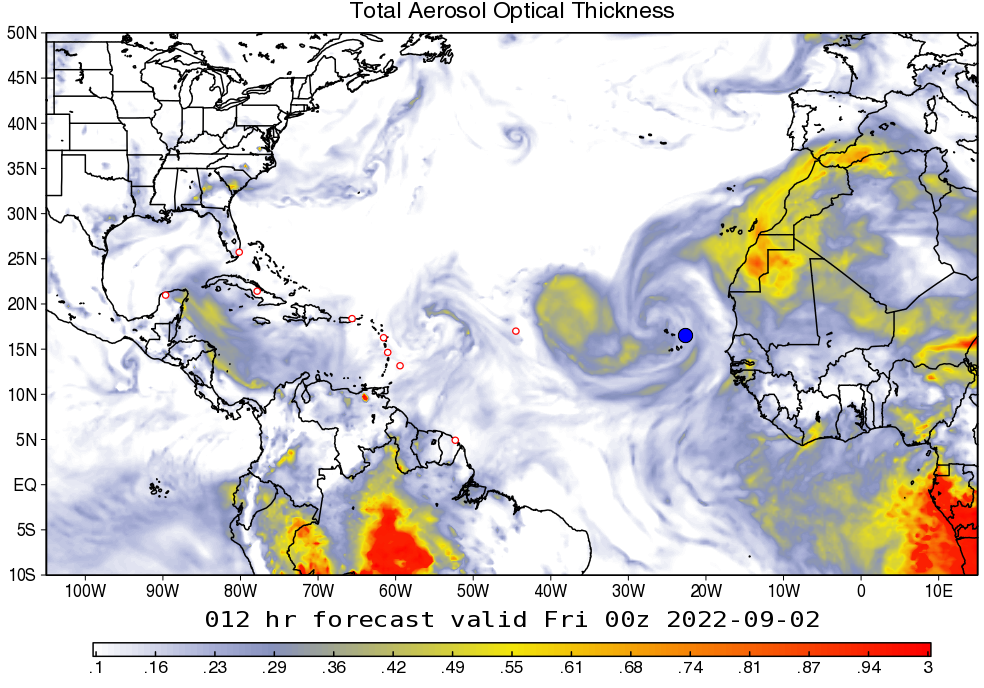 Total Aerosol Optical Thickness
50N
45N
40N
35N
30N
25N
20N
15N
10N
5N
EQ
5S
10S
100W 90W 80W 70W 60W 50W 40W 30W 20W 10W 0 10E
012 hr forecast valid Fri 00z 2022-09-02
.1 .16 .23 .29 .36 .42 .49 .55 .61 .68 .74 .81 .87 .94 3